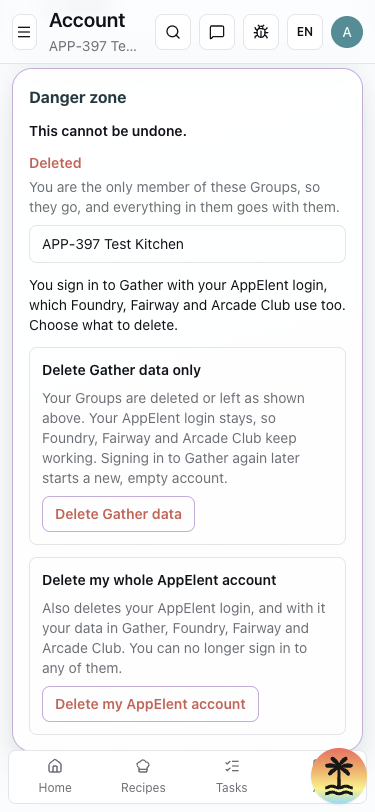 Account
APP-397 Te...
EN
A
Danger zone
This cannot be undone.
Deleted
You are the only member of these Groups, so
they go, and everything in them goes with them.
APP-397 Test Kitchen
You sign in to Gather with your AppElent login,
which Foundry, Fairway and Arcade Club use too.
Choose what to delete.
Delete Gather data only
Your Groups are deleted or left as shown
above. Your AppElent login stays, so
Foundry, Fairway and Arcade Club keep
working. Signing in to Gather again later
starts a new, empty account.
Delete Gather data
Delete my whole AppElent account
Also deletes your AppElent login, and with it
your data in Gather, Foundry, Fairway and
Arcade Club. You can no longer sign in to
any of them.
Delete my AppElent account
Home
Recipes
Tasks